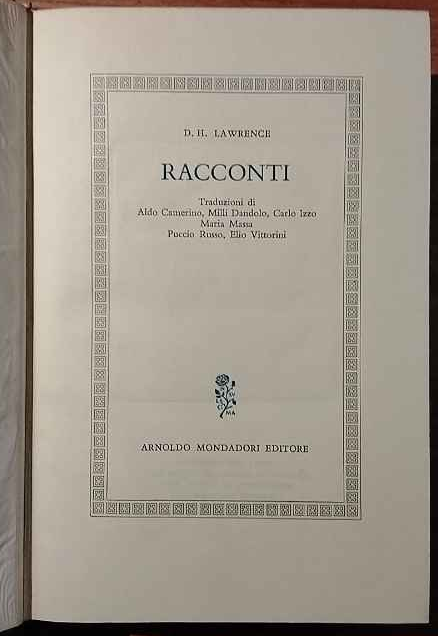 D. H. LAWRENCE
RACCONTI
Traduzioni di
Aldo Camerino, Milli Dandolo, Carlo Izzo
Maria Massa
Puccio Russo, Elio Vittorini
ARNOLDO MONDADORI EDITORE